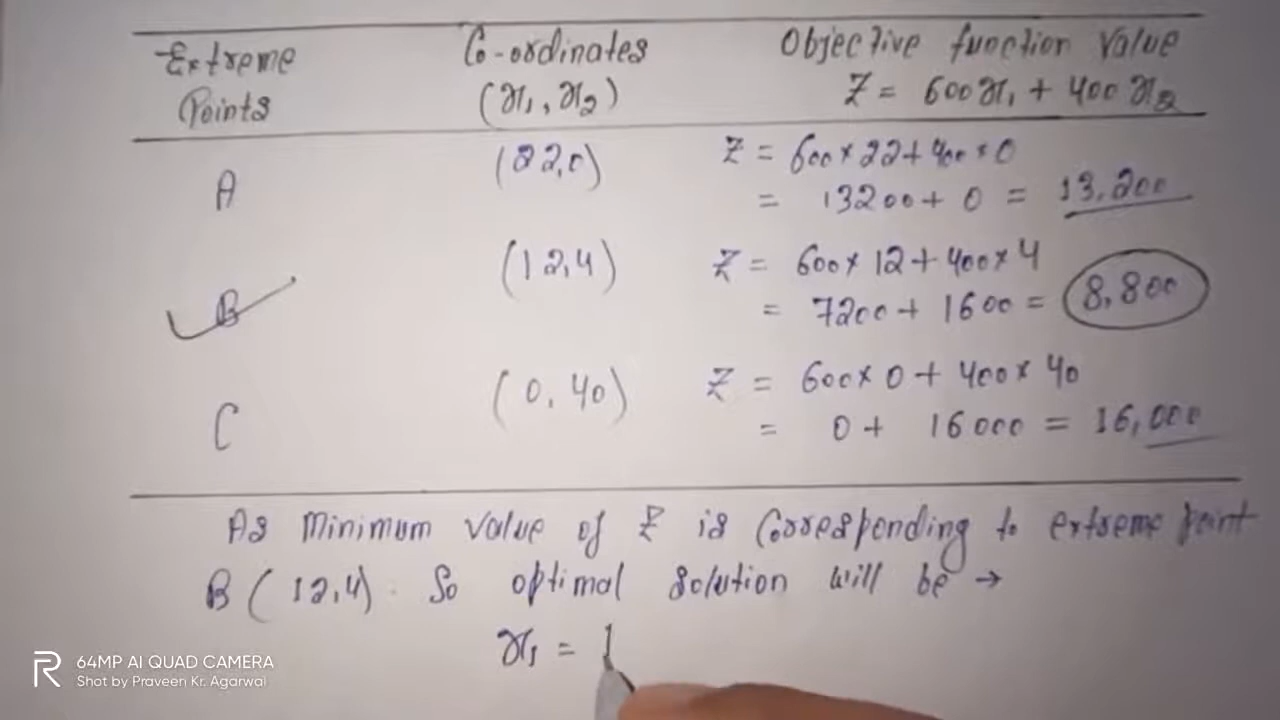 Extreme Points Co-ordinates (x₁, x₂) Objective function Value Z = 600x₁ + 400x₂
A (22,0) Z = 600×22+400×0
= 13200+ 0 = 13,200
B (12,4) Z = 600×12+400×4
= 7200+ 1600 = 8,800
C (0,40) Z = 600×0+400×40
= 0+ 16000 = 16,000
As Minimum value of Z is Corresponding to extreme point
B (12,4). So optimal solution will be →
x₁ = 1
64MP AI QUAD CAMERA
Shot by Praveen Kr. Agarwal